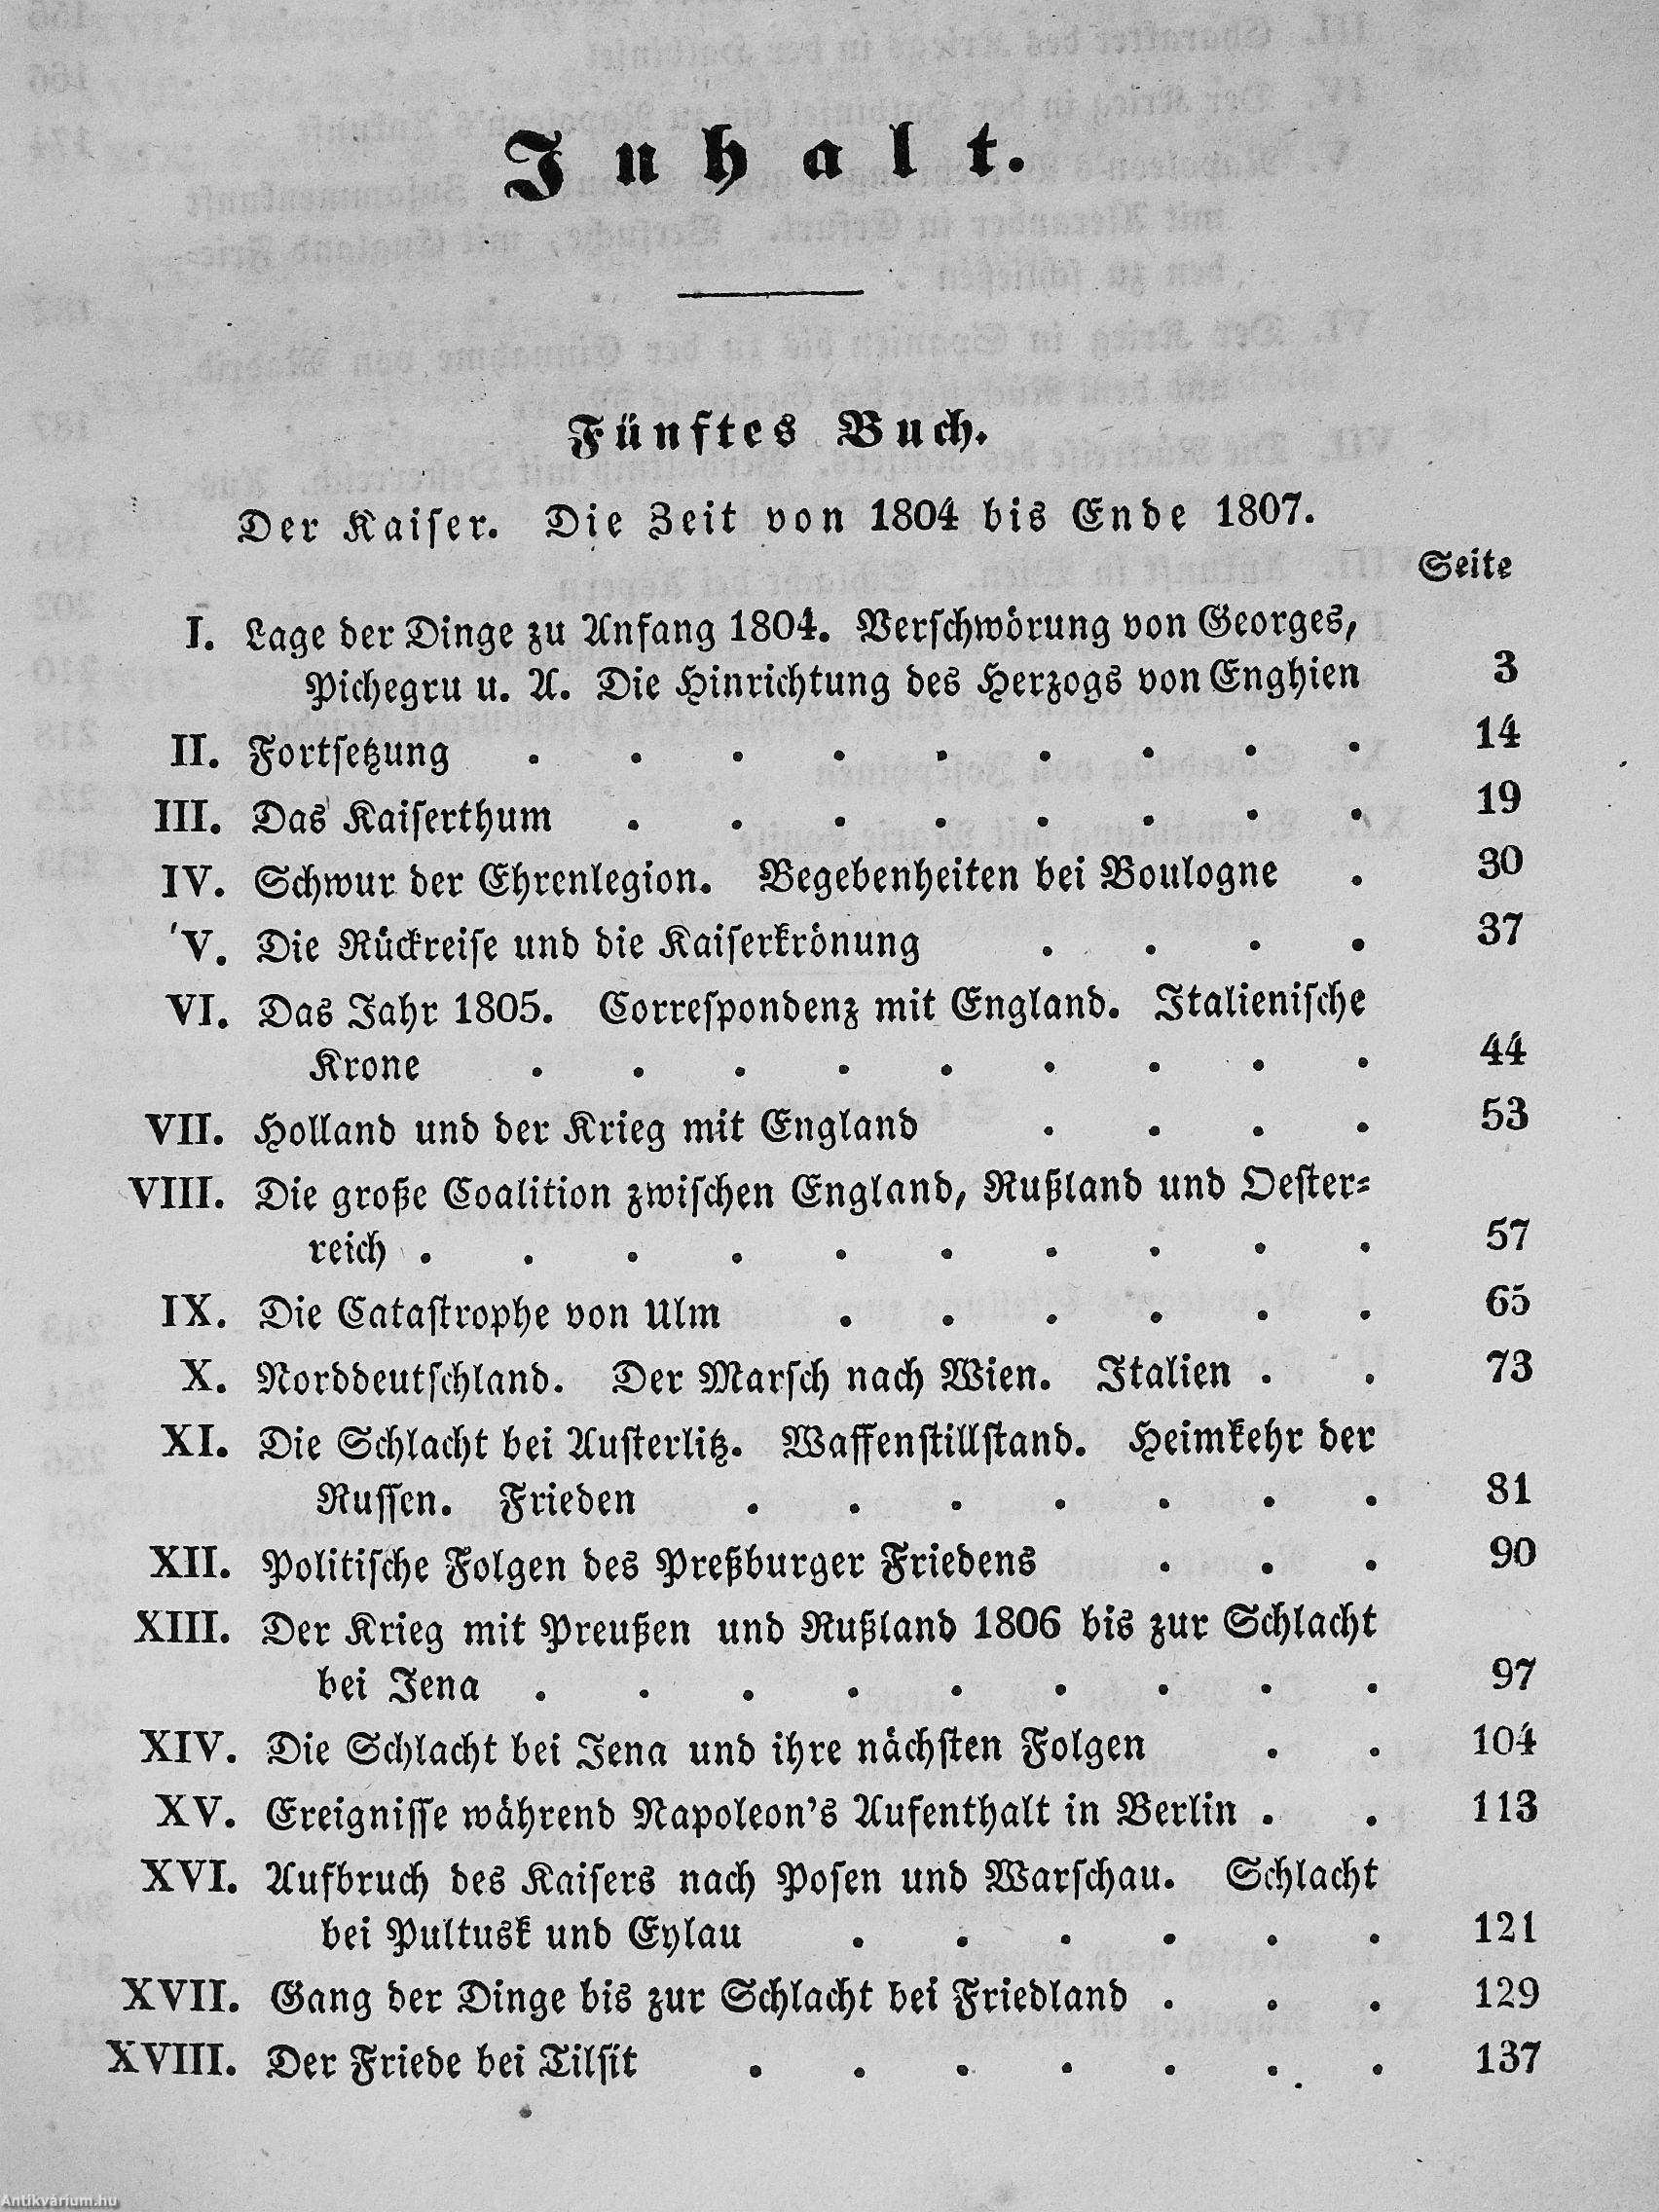 Inhalt.
Fünftes Buch.
Der Kaiſer. Die Zeit von 1804 bis Ende 1807.
Seite
I. Lage der Dinge zu Anfang 1804. Verſchwörung von Georges,
Pichegru u. A. Die Hinrichtung des Herzogs von Enghien 3
II. Fortſetzung . . . . . . . . . 14
III. Das Kaiſerthum . . . . . . . . 19
IV. Schwur der Ehrenlegion. Begebenheiten bei Boulogne . 30
V. Die Rückreiſe und die Kaiſerkrönung . . . . 37
VI. Das Jahr 1805. Correſpondenz mit England. Italieniſche
Krone . . . . . . . . . 44
VII. Holland und der Krieg mit England . . . . 53
VIII. Die große Coalition zwiſchen England, Rußland und Oeſter-
reich . . . . . . . . . . 57
IX. Die Cataſtrophe von Ulm . . . . . . 65
X. Norddeutſchland. Der Marſch nach Wien. Italien . . 73
XI. Die Schlacht bei Auſterlitz. Waffenſtillſtand. Heimkehr der
Ruſſen. Frieden . . . . . . . 81
XII. Politiſche Folgen des Preßburger Friedens . . . 90
XIII. Der Krieg mit Preußen und Rußland 1806 bis zur Schlacht
bei Jena . . . . . . . . . 97
XIV. Die Schlacht bei Jena und ihre nächſten Folgen . . 104
XV. Ereigniſſe während Napoleon's Aufenthalt in Berlin . . 113
XVI. Aufbruch des Kaiſers nach Poſen und Warſchau. Schlacht
bei Pultusk und Eylau . . . . . . 121
XVII. Gang der Dinge bis zur Schlacht bei Friedland . . . 129
XVIII. Der Friede bei Tilſit . . . . . . . 137
Antikvárium.hu